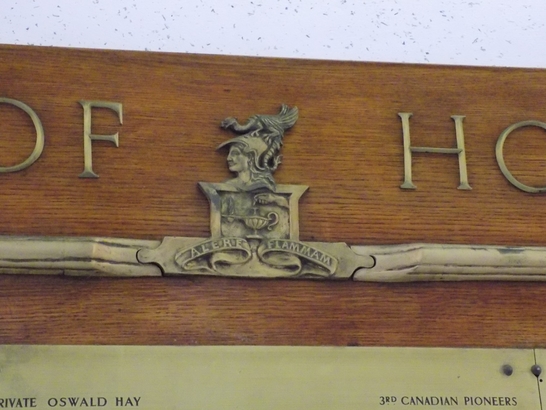 OF HO
ALERE FLAMMAM
RIVATE OSWALD HAY
3RD CANADIAN PIONEERS